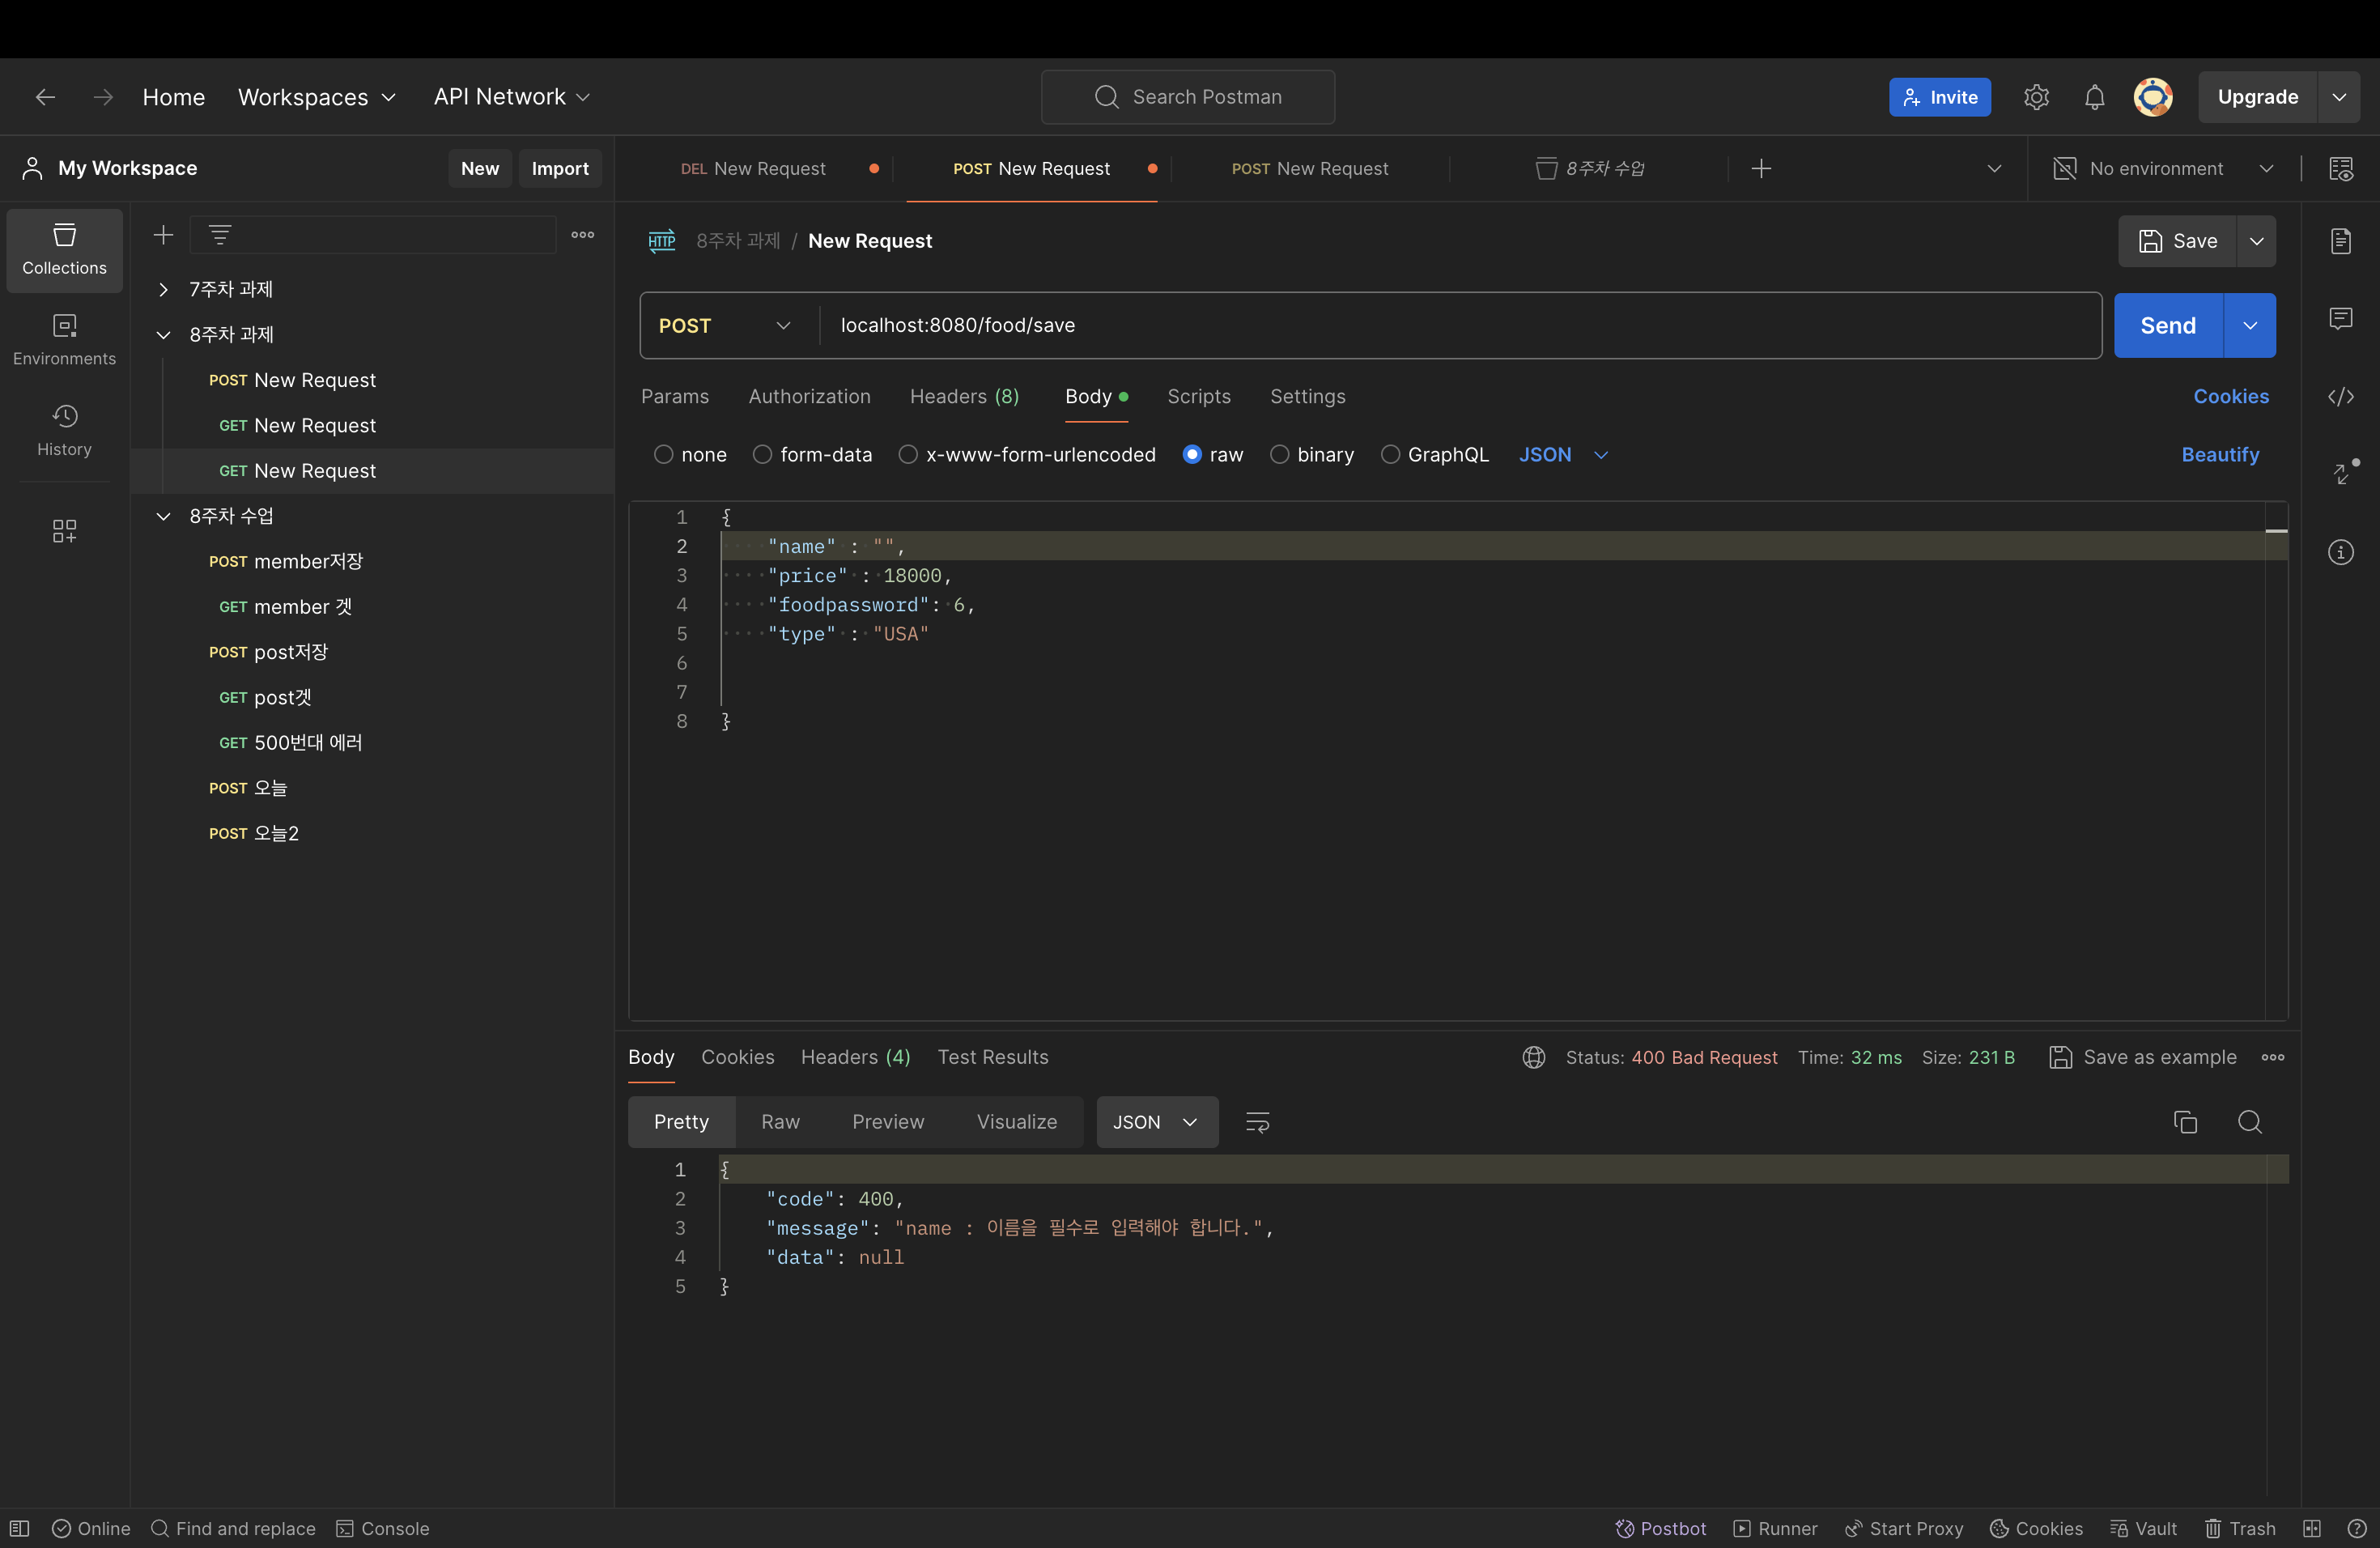 Home Workspaces API Network Search Postman Invite Upgrade
My Workspace New Import
DEL New Request POST New Request POST New Request 8주차 수업 No environment
Collections
Environments
History
7주차 과제
8주차 과제
POST New Request
GET New Request
GET New Request
8주차 수업
POST member저장
GET member 겟
POST post저장
GET post겟
GET 500번대 에러
POST 오늘
POST 오늘2
HTTP 8주차 과제 / New Request Save
POST localhost:8080/food/save Send
Params Authorization Headers (8) Body Scripts Settings Cookies
none form-data x-www-form-urlencoded raw binary GraphQL JSON Beautify
1 {
2 "name" : "",
3 "price" : 18000,
4 "foodpassword": 6,
5 "type" : "USA"
6
7
8 }
Body Cookies Headers (4) Test Results Status: 400 Bad Request Time: 32 ms Size: 231 B Save as example
Pretty Raw Preview Visualize JSON
1 {
2 "code": 400,
3 "message": "name : 이름을 필수로 입력해야 합니다.",
4 "data": null
5 }
Online Find and replace Console Postbot Runner Start Proxy Cookies Vault Trash